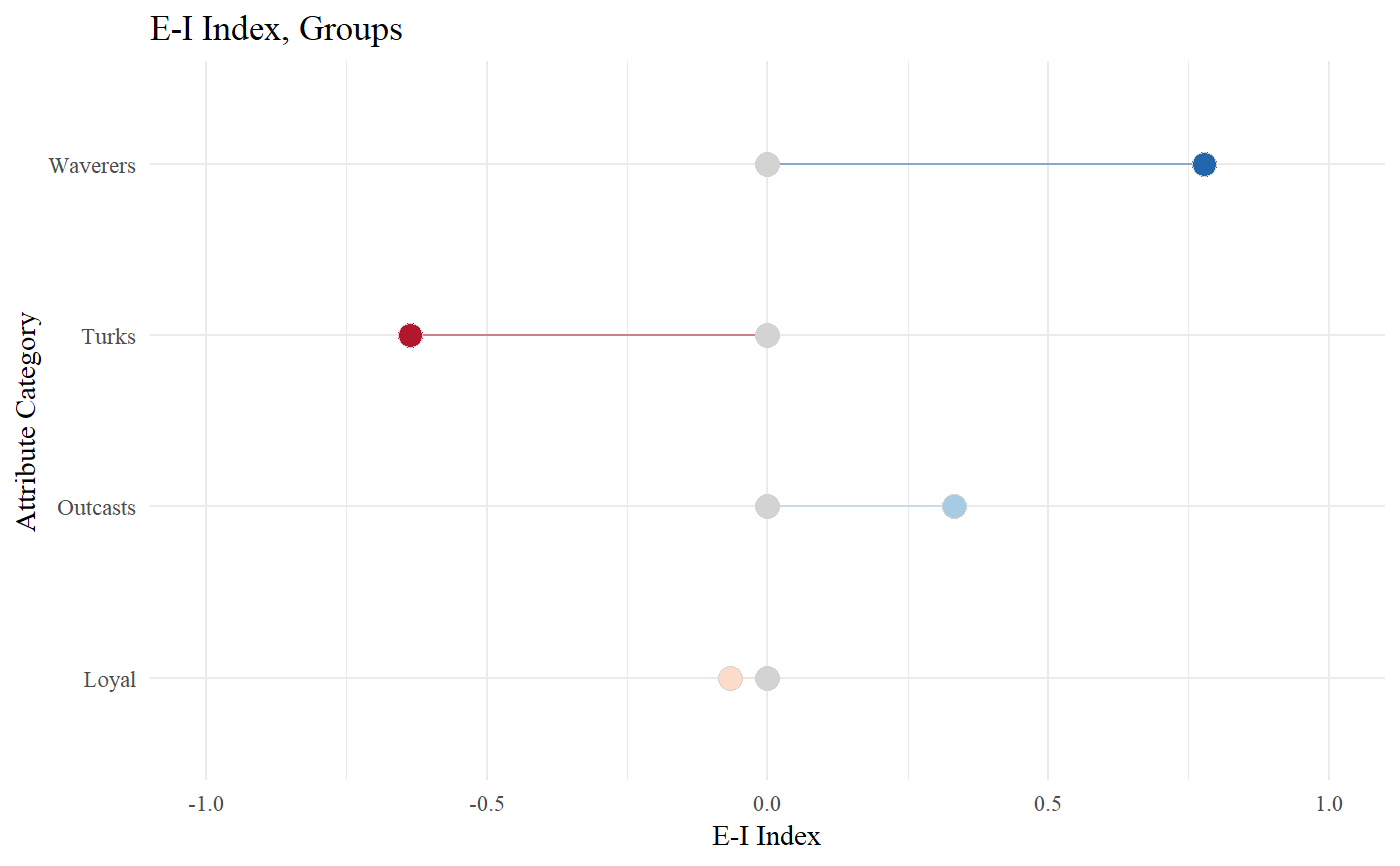 E-I Index, Groups
Attribute Category
Waverers
Turks
Outcasts
Loyal
-1.0
-0.5
0.0
0.5
1.0
E-I Index